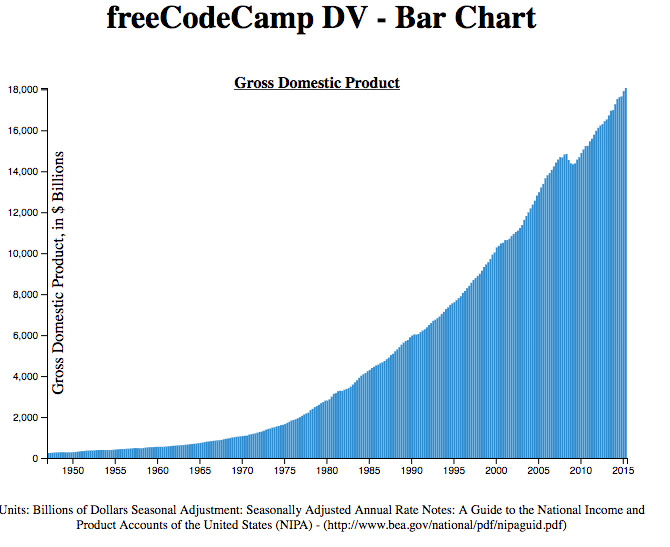 freeCodeCamp DV - Bar Chart
Gross Domestic Product
18,000
16,000
14,000
12,000
10,000
8,000
6,000
4,000
2,000
0
Gross Domestic Product, in $ Billions
1950 1955 1960 1965 1970 1975 1980 1985 1990 1995 2000 2005 2010 2015
Units: Billions of Dollars Seasonal Adjustment: Seasonally Adjusted Annual Rate Notes: A Guide to the National Income and
Product Accounts of the United States (NIPA) - (http://www.bea.gov/national/pdf/nipaguid.pdf)